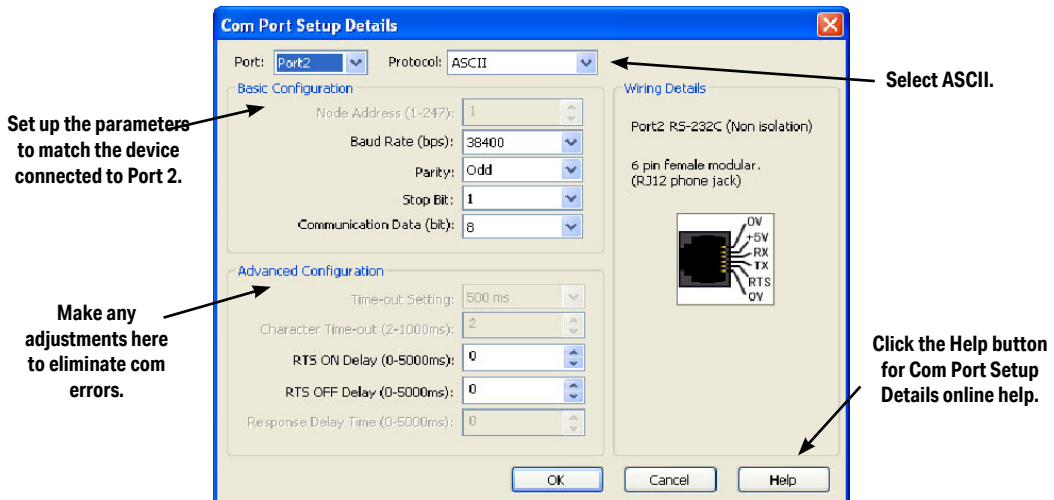 Com Port Setup Details
Port: Port2 Protocol: ASCII
Select ASCII.
Basic Configuration
Node Address (1-247): 1
Baud Rate (bps): 38400
Parity: Odd
Stop Bit: 1
Communication Data (bit): 8
Set up the parameters
to match the device
connected to Port 2.
Wiring Details
Port2 RS-232C (Non isolation)
6 pin female modular.
(RJ12 phone jack)
0V
+5V
RX
TX
RTS
0V
Advanced Configuration
Time-out Setting: 500 ms
Character Time-out (2-1000ms): 2
RTS ON Delay (0-5000ms): 0
RTS OFF Delay (0-5000ms): 0
Response Delay Time (0-5000ms): 0
Make any
adjustments here
to eliminate com
errors.
Click the Help button
for Com Port Setup
Details online help.
OK Cancel Help